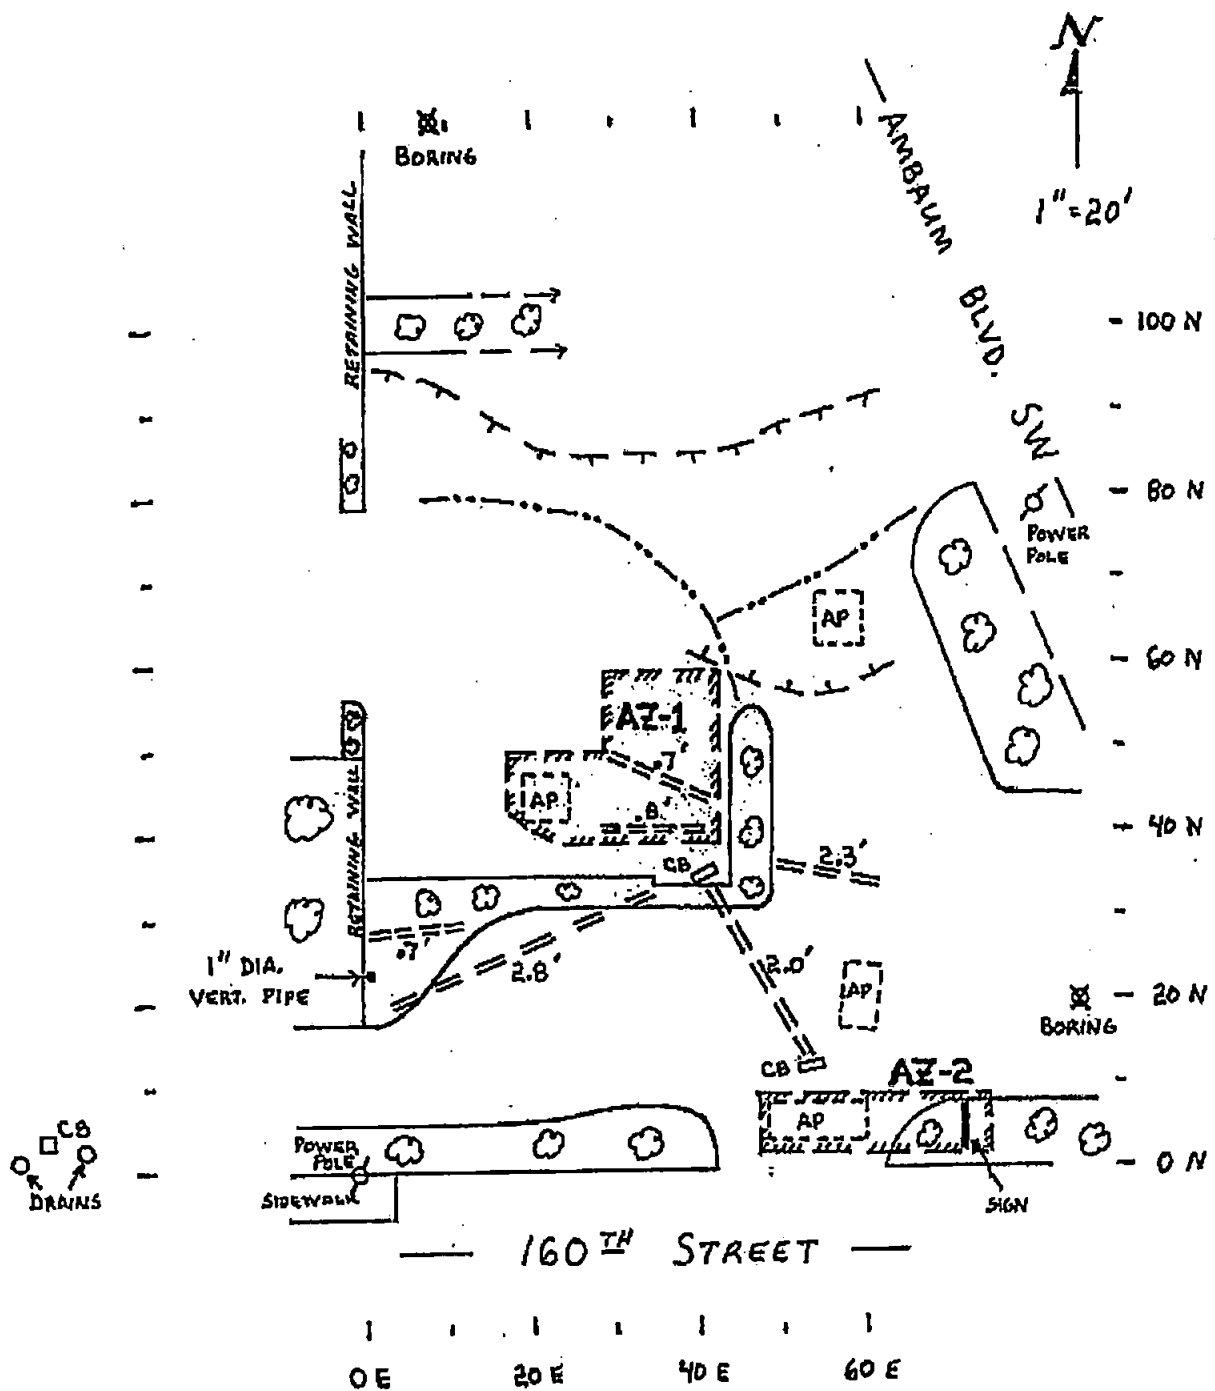 N
BORING
1"=20'
AMBAUM BLVD. SW
RETAINING WALL
100 N
80 N
POWER
POLE
AP
60 N
AZ-1
.7'
AP
.8'
40 N
CB
2.3'
RETAINING WALL
.7'
1" DIA.
VERT. PIPE
2.8'
2.0'
AP
20 N
BORING
CB
AZ-2
AP
CB
DRAINS
POWER
POLE
SIDEWALK
0 N
SIGN
160TH STREET
0 E
20 E
40 E
60 E